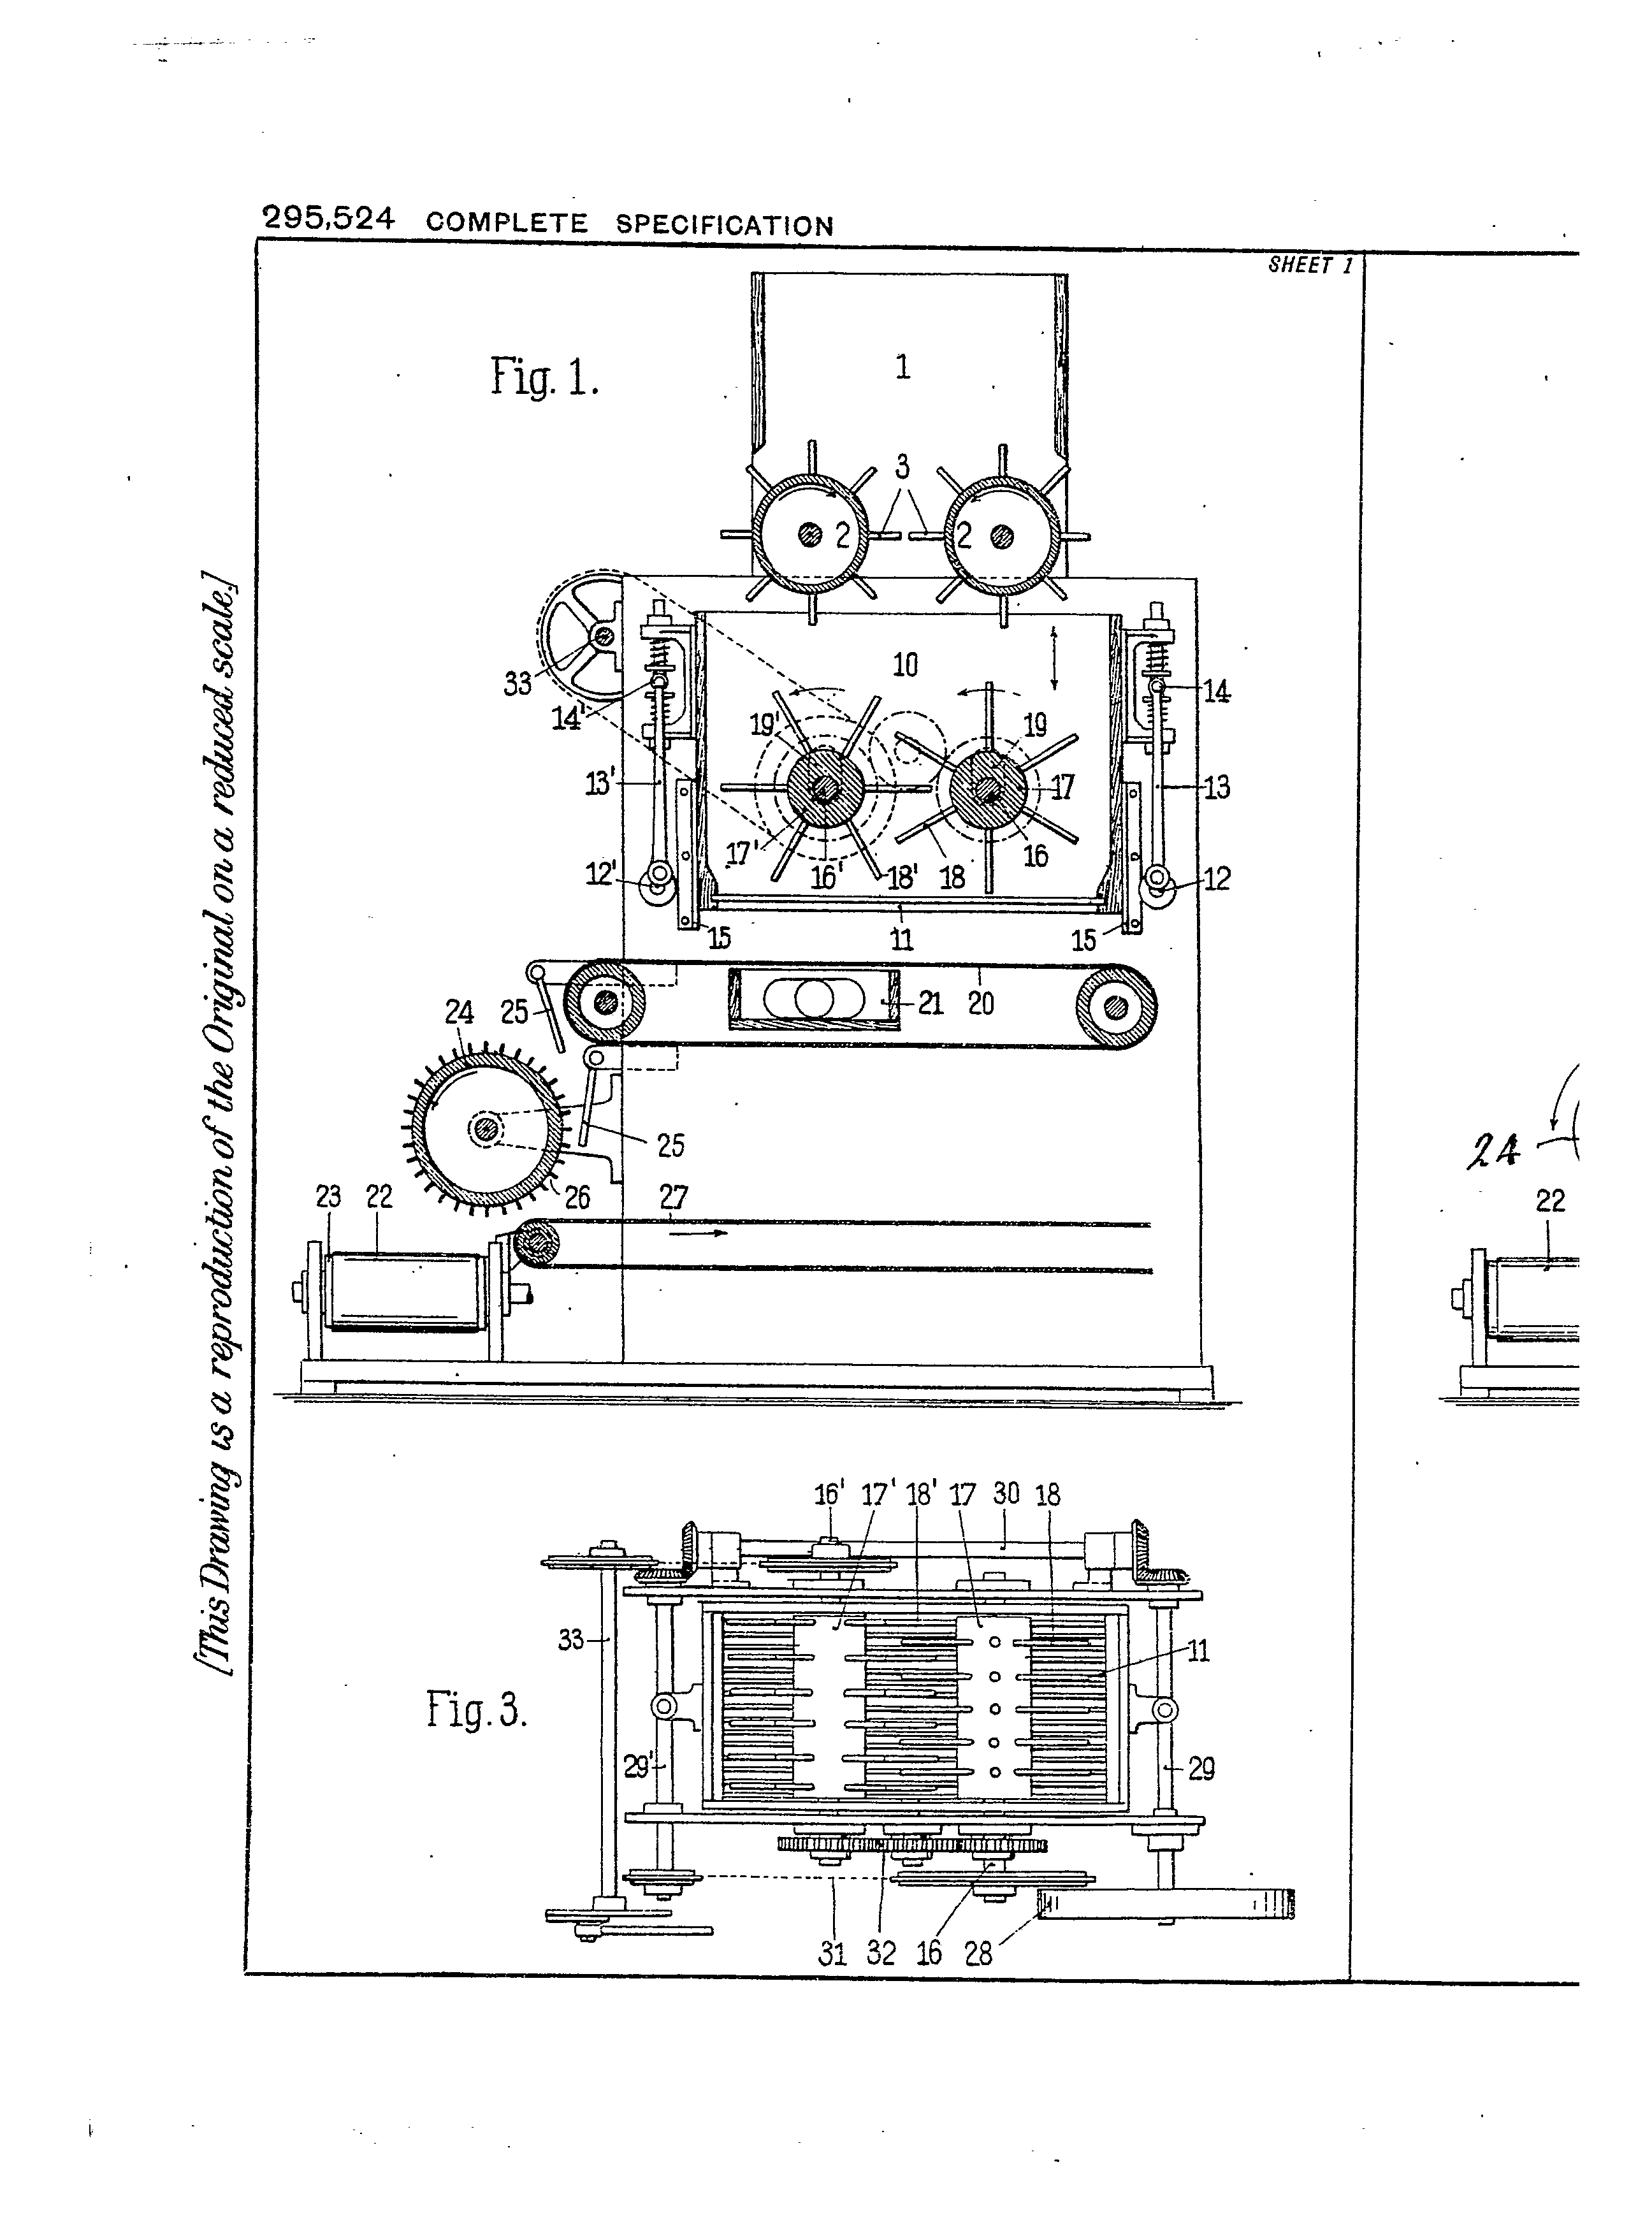 295,524 COMPLETE SPECIFICATION
SHEET 1
[This Drawing is a reproduction of the Original on a reduced scale.]
Fig. 1.
1
3
2 2
10
33
14'
14
19' 19
13'
17
13
17' 16' 18' 18 16
12'
12
15 11 15
24 25 21 20
25
26
23 22 27
24
22
16' 17' 18' 17 30 18
33
11
Fig. 3.
29'
29
31 32 16 28